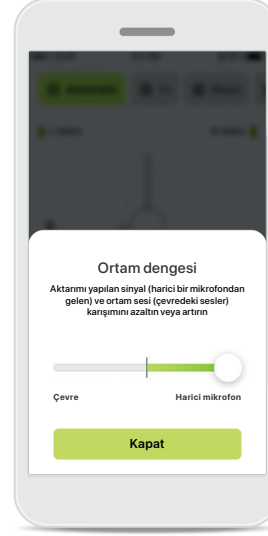 Ortam dengesi
Aktarımı yapılan sinyal (harici bir mikrofondan
gelen) ve ortam sesi (çevredeki sesler)
karışımını azaltın veya artırın
Çevre Harici mikrofon
Kapat